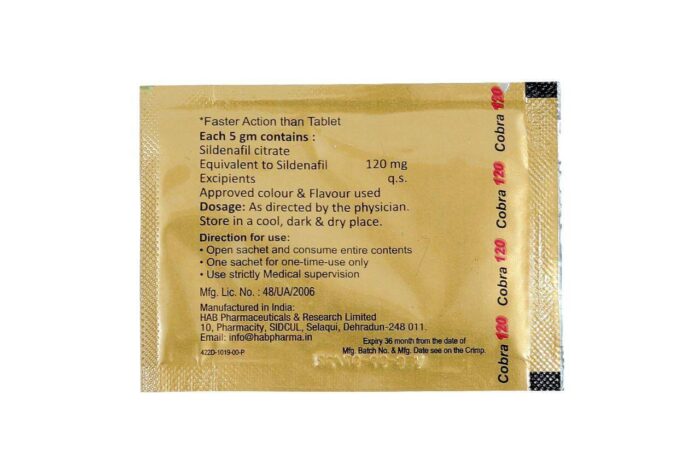 *Faster Action than Tablet
Each 5 gm contains :
Sildenafil citrate
Equivalent to Sildenafil 120 mg
Excipients q.s.
Approved colour & Flavour used
Dosage: As directed by the physician.
Store in a cool, dark & dry place.
Direction for use:
• Open sachet and consume entire contents
• One sachet for one-time-use only
• Use strictly Medical supervision
Mfg. Lic. No. : 48/UA/2006
Manufactured in India:
HAB Pharmaceuticals & Research Limited
10, Pharmacity, SIDCUL, Selaqui, Dehradun-248 011.
Email: info@habpharma.in
Expiry 36 month from the date of
Mfg. Batch No. & Mfg. Date see on the Crimp.
422D-1019-00-P
Cobra 120
Cobra 120
Cobra 120
Cobra 120